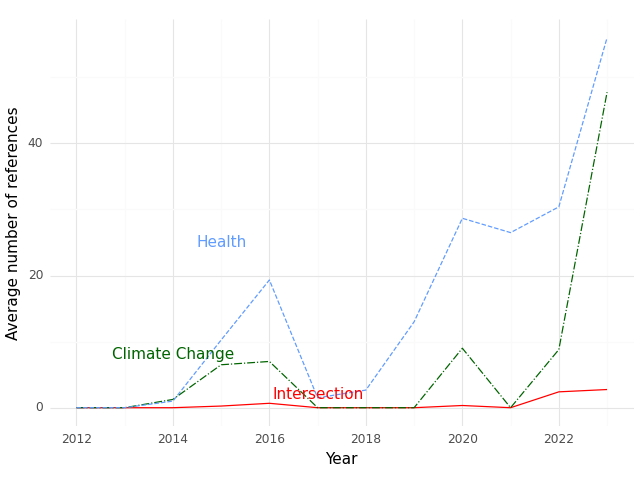 Average number of references
40
20
0
Health
Climate Change
Intersection
2012 2014 2016 2018 2020 2022
Year